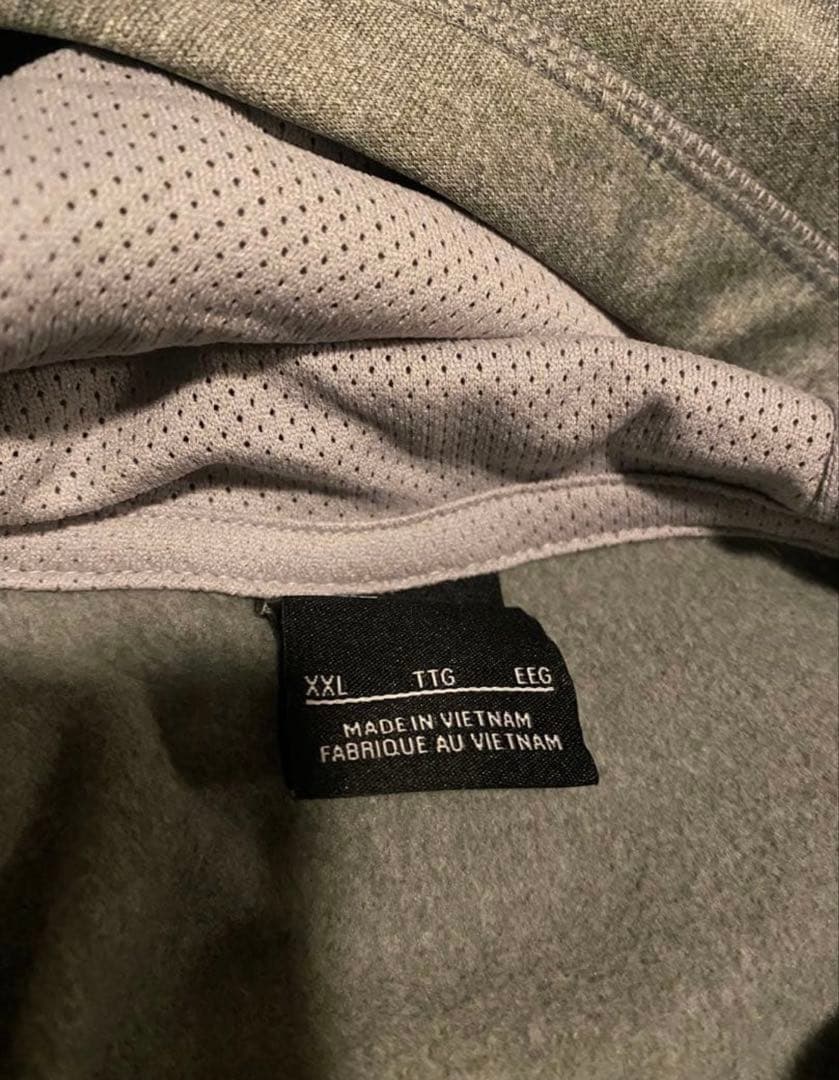 XXL TTG EEG
MADE IN VIETNAM
FABRIQUE AU VIETNAM